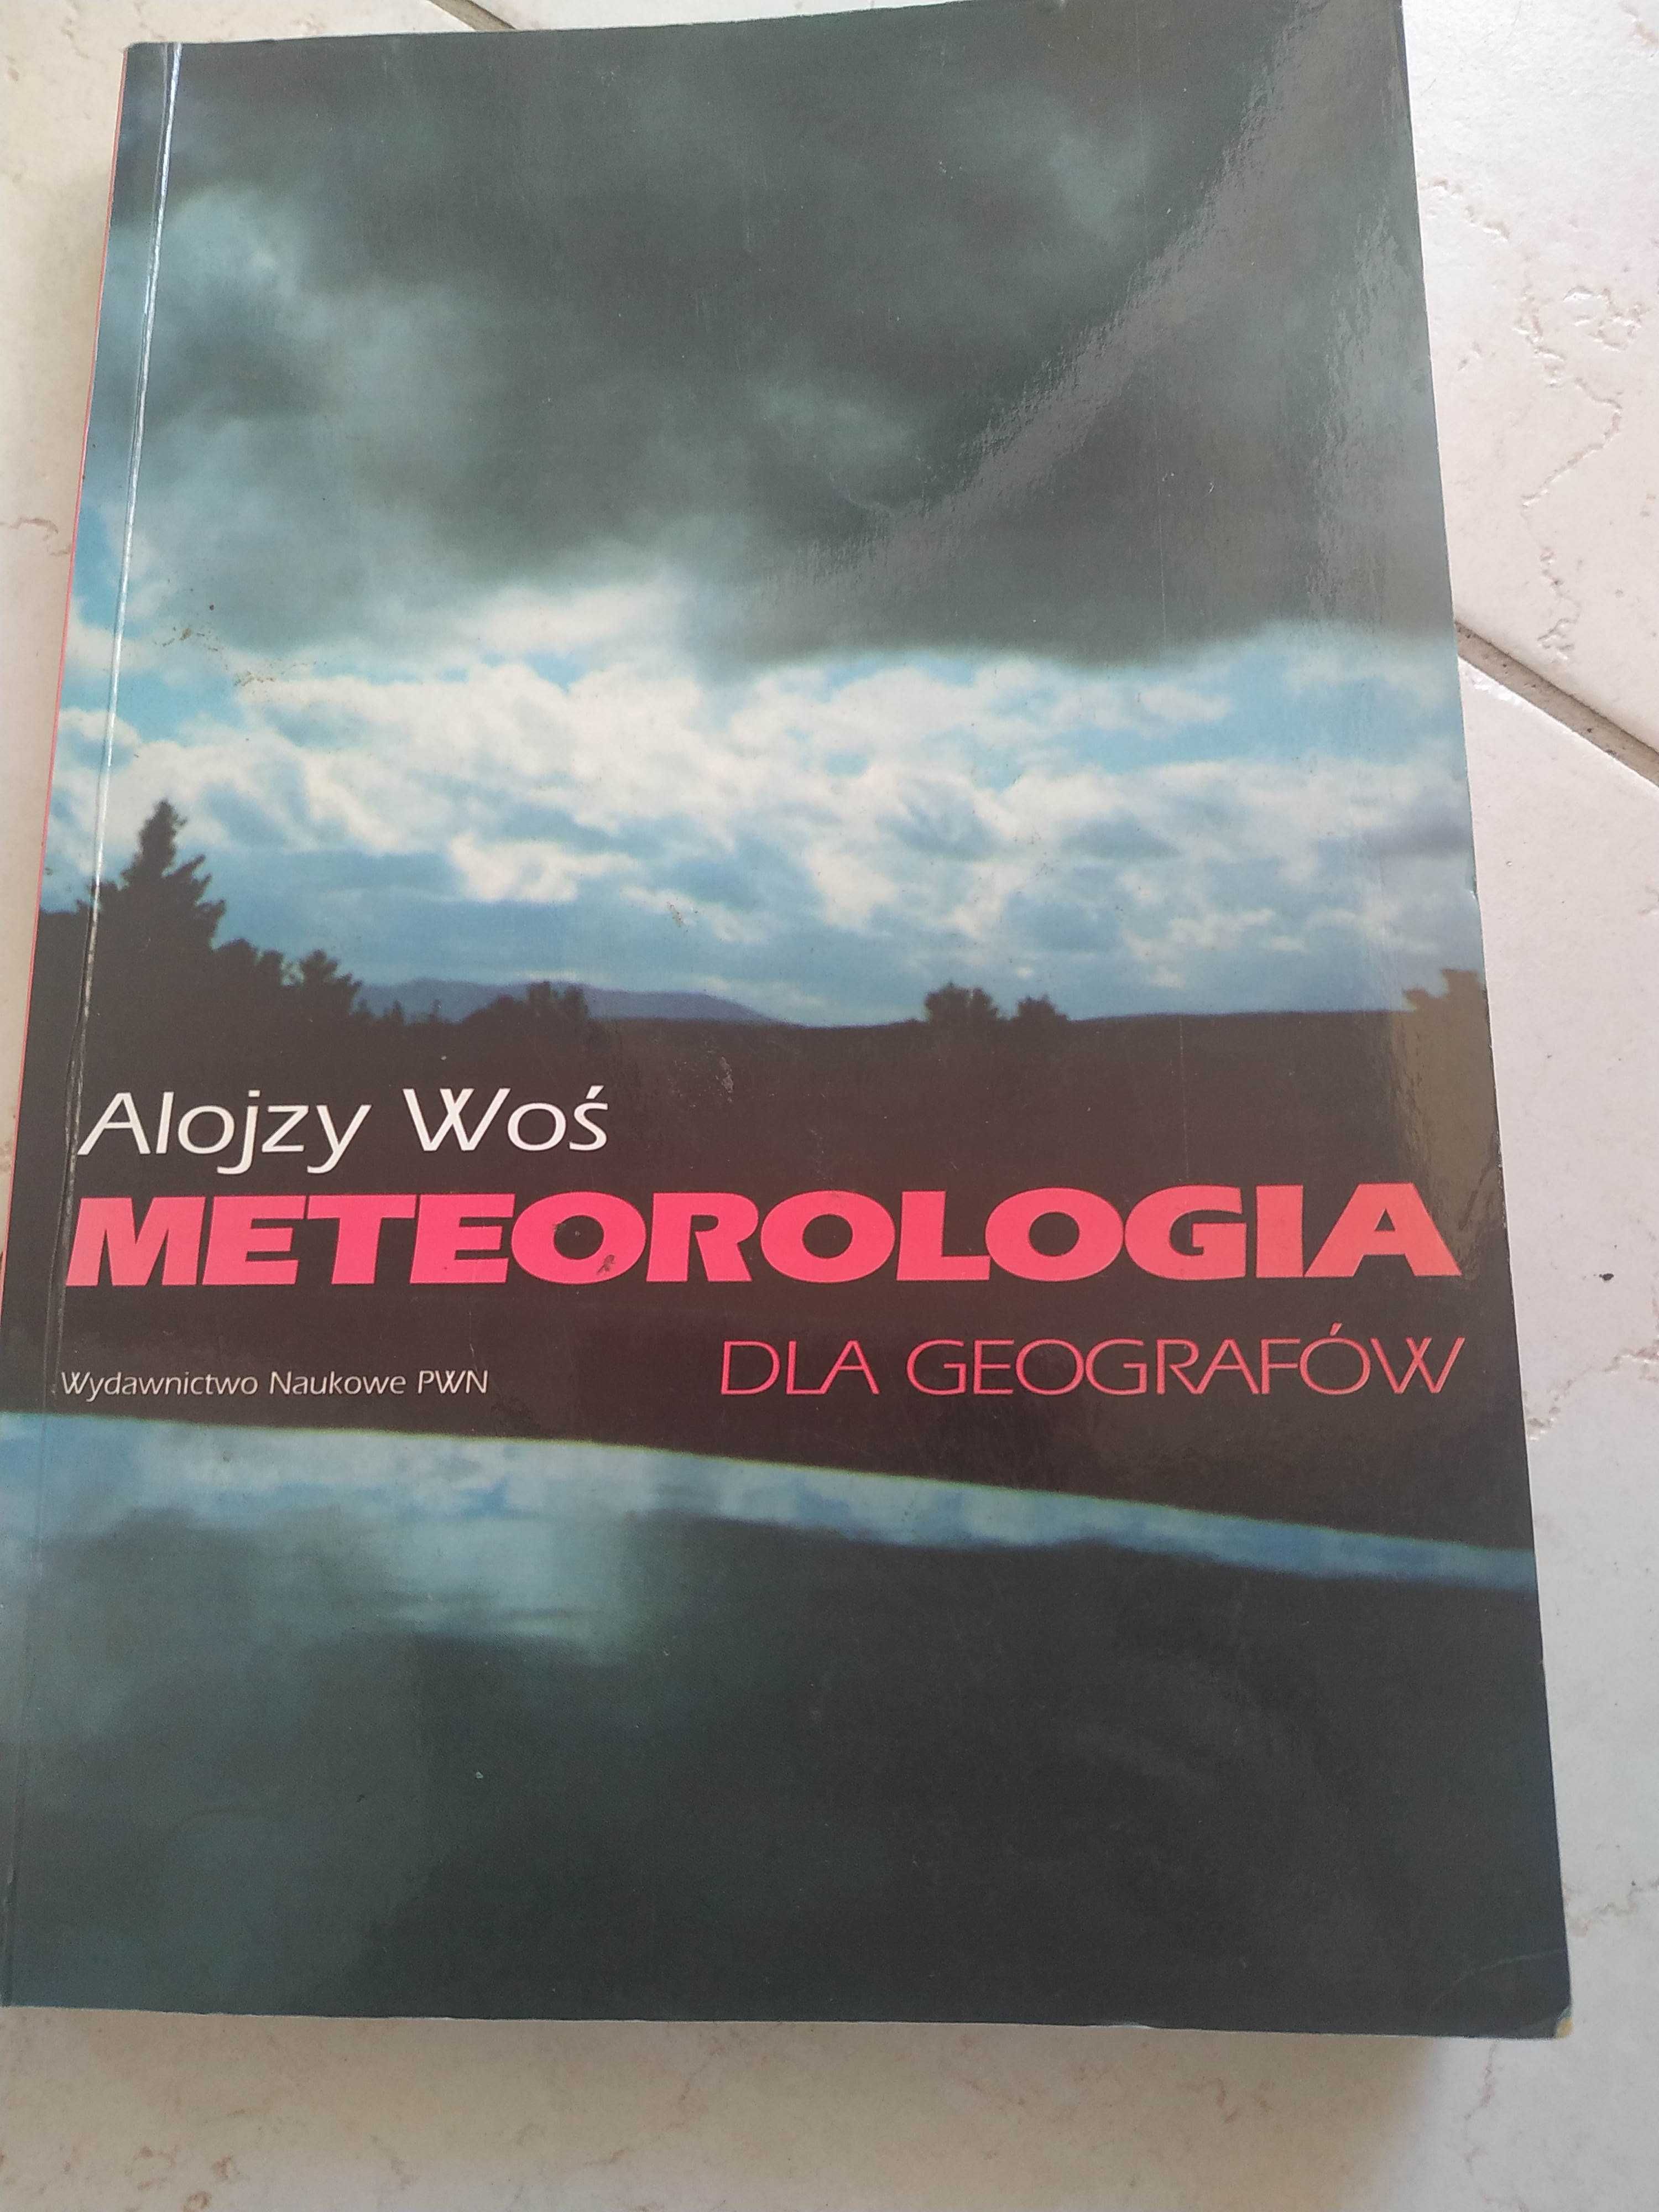 Alojzy Woś
METEOROLOGIA
DLA GEOGRAFÓW
Wydawnictwo Naukowe PWN